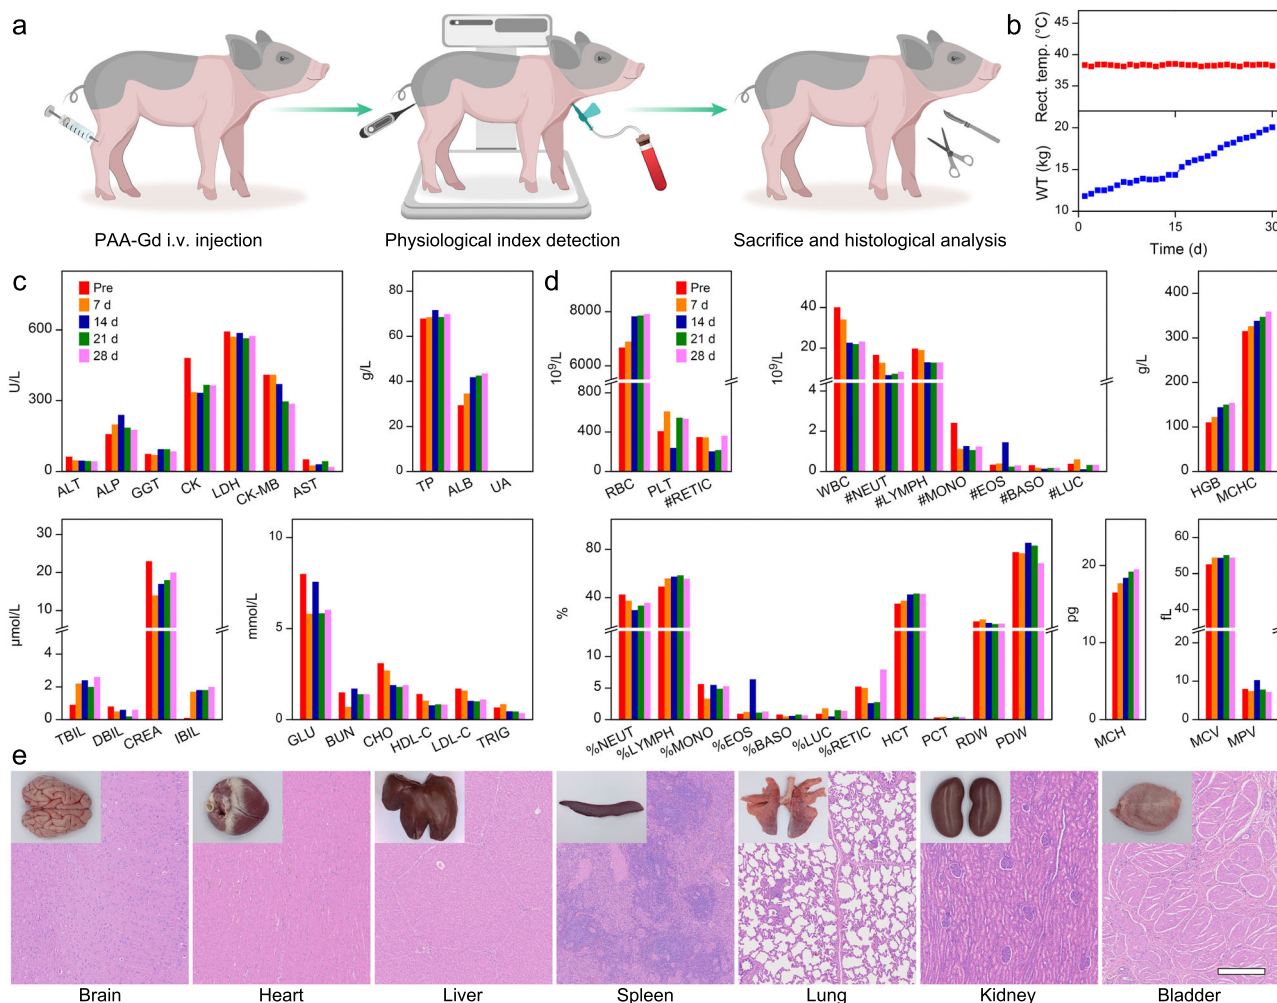 a
PAA-Gd i.v. injection
Physiological index detection
Sacrifice and histological analysis
b
Rect. temp. (°C)
45
40
35
WT (kg)
20
15
10
15
30
Time (d)
c
Pre
7 d
14 d
21 d
28 d
U/L
600
300
0
ALT ALP GGT CK LDH CK-MB AST
g/L
80
60
40
20
0
TP ALB UA
d
Pre
7 d
14 d
21 d
28 d
10⁹/L
8000
6000
800
400
0
RBC PLT #RETIC
10⁹/L
40
20
4
2
0
WBC #NEUT #LYMPH #MONO #EOS #BASO #LUC
g/L
400
300
200
100
0
HGB MCHC
µmol/L
30
20
10
4
2
0
TBIL DBIL CREA IBIL
mmol/L
10
5
0
GLU BUN CHO HDL-C LDL-C TRIG
%
80
40
10
5
0
%NEUT %LYMPH %MONO %EOS %BASO %LUC %RETIC HCT PCT RDW PDW
pg
20
10
0
MCH
fL
60
50
40
20
10
0
MCV MPV
e
Brain Heart Liver Spleen Lung Kidney Bladder